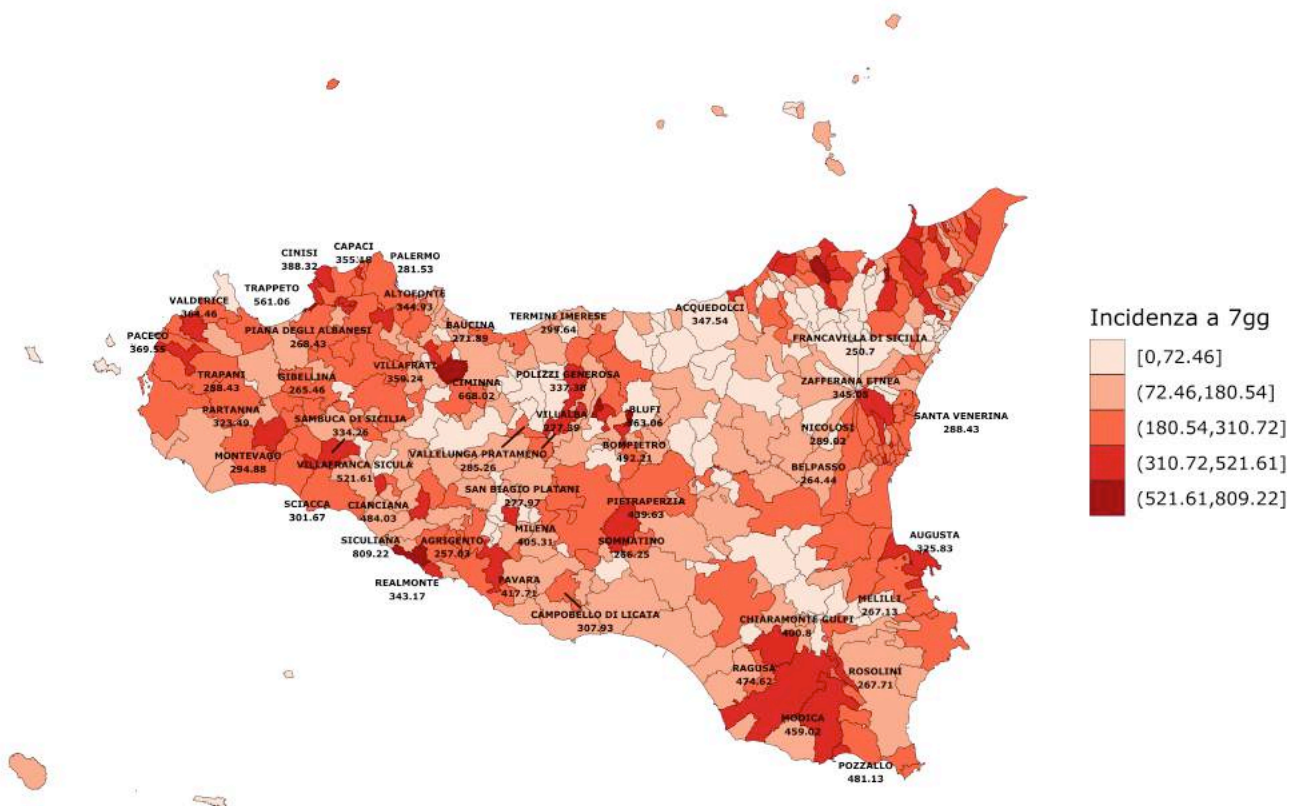 CINISI
388.32
CAPACI
355.18
PALERMO
281.53
TRAPPETO
561.06
VALDERICE
ALTOFONTE
344.93
PACECO
369.55
PIANA DEGLI ALBANESI
268.43
BAUCINA
271.89
TERMINI IMERESE
299.64
ACQUEDOLCI
347.54
FRANCAVILLA DI SICILIA
250.7
TRAPANI
288.43
GIBELLINA
265.46
VILLAFRATI
359.24
CIMINNA
668.02
POLIZZI GENEROSA
337.38
ZAFFERANA ETNEA
345.05
PARTANNA
323.49
SAMBUCA DI SICILIA
334.26
VILLALBA
277.39
BLUFI
SANTA VENERINA
288.43
NICOLOSI
289.02
MONTEVAGO
294.88
VILLAFRANCA SICULA
521.61
VALLELUNGA PRATAMENO
285.26
BOMPIETRO
492.21
BELPASSO
264.44
SCIACCA
301.67
CIANCIANA
484.03
SAN BIAGIO PLATANI
277.97
PIETRAPERZIA
439.63
SICULIANA
809.22
AGRIGENTO
257.03
MILENA
405.31
SOMMATINO
AUGUSTA
325.83
REALMONTE
343.17
FAVARA
417.71
CAMPOBELLO DI LICATA
307.93
MELILLI
267.13
CHIARAMONTE GULFI
RAGUSA
474.62
ROSOLINI
267.71
MODICA
459.02
POZZALLO
481.13
Incidenza a 7gg
[0,72.46]
(72.46,180.54]
(180.54,310.72]
(310.72,521.61]
(521.61,809.22]